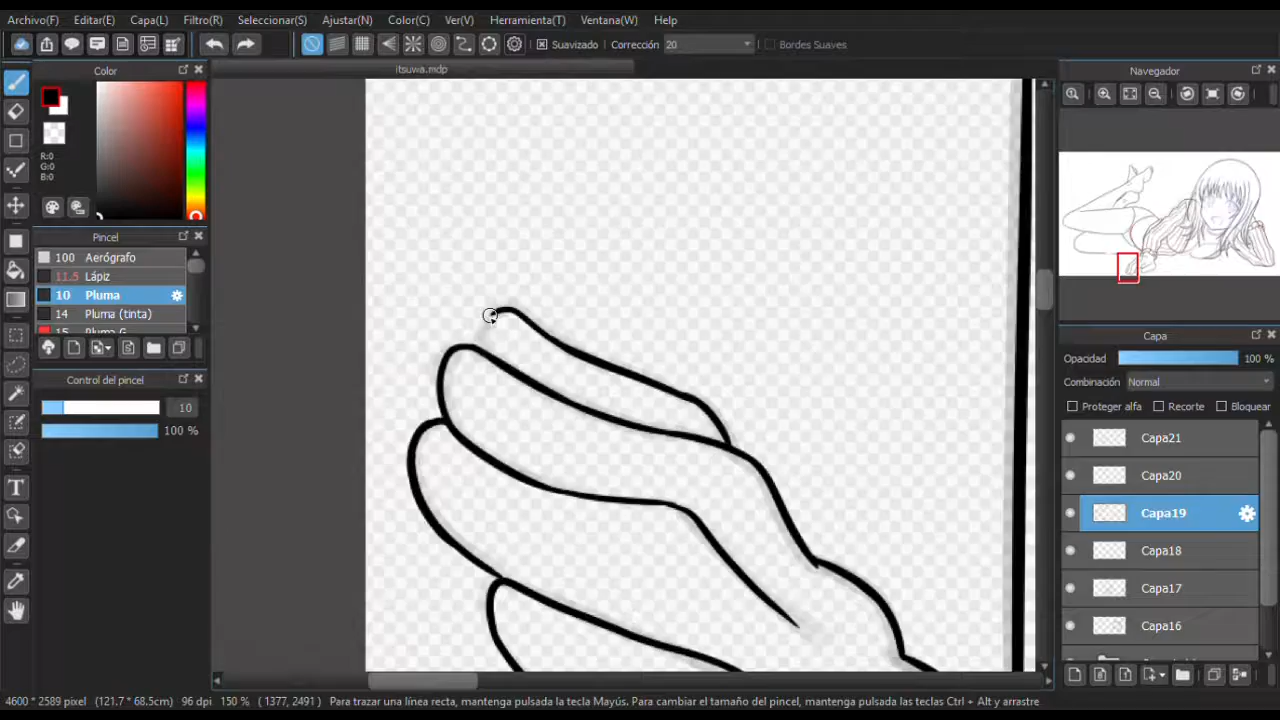 Archivo(F) Editar(E) Capa(L) Filtro(R) Seleccionar(S) Ajustar(N) Color(C) Ver(V) Herramienta(T) Ventana(W) Help
Suavizado Corrección 20 Bordes Suaves
Color
itsuwa.mdp
Navegador
R:0
G:0
B:0
Pincel
100 Aerógrafo
11.5 Lápiz
10 Pluma
14 Pluma (tinta)
15 Pluma G
Control del pincel
10
100 %
Capa
Opacidad 100 %
Combinación Normal
Proteger alfa Recorte Bloquear
Capa21
Capa20
Capa19
Capa18
Capa17
Capa16
4600 * 2589 pixel (121.7 * 68.5cm) 96 dpi 150 % ( 1377, 2491 ) Para trazar una línea recta, mantenga pulsada la tecla Mayús. Para cambiar el tamaño del pincel, mantenga pulsadas las teclas Ctrl + Alt y arrastre